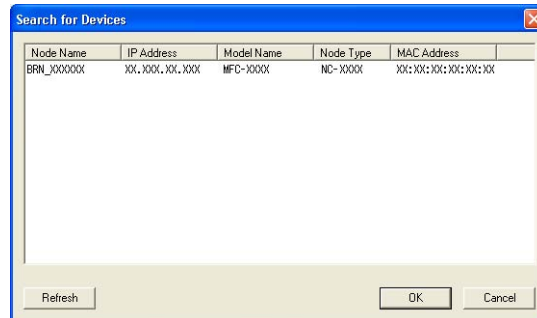 Search for Devices
Node Name IP Address Model Name Node Type MAC Address
BRN_XXXXXX XX.XXX.XX.XXX MFC-XXXX NC-XXXX XX:XX:XX:XX:XX:XX
Refresh OK Cancel